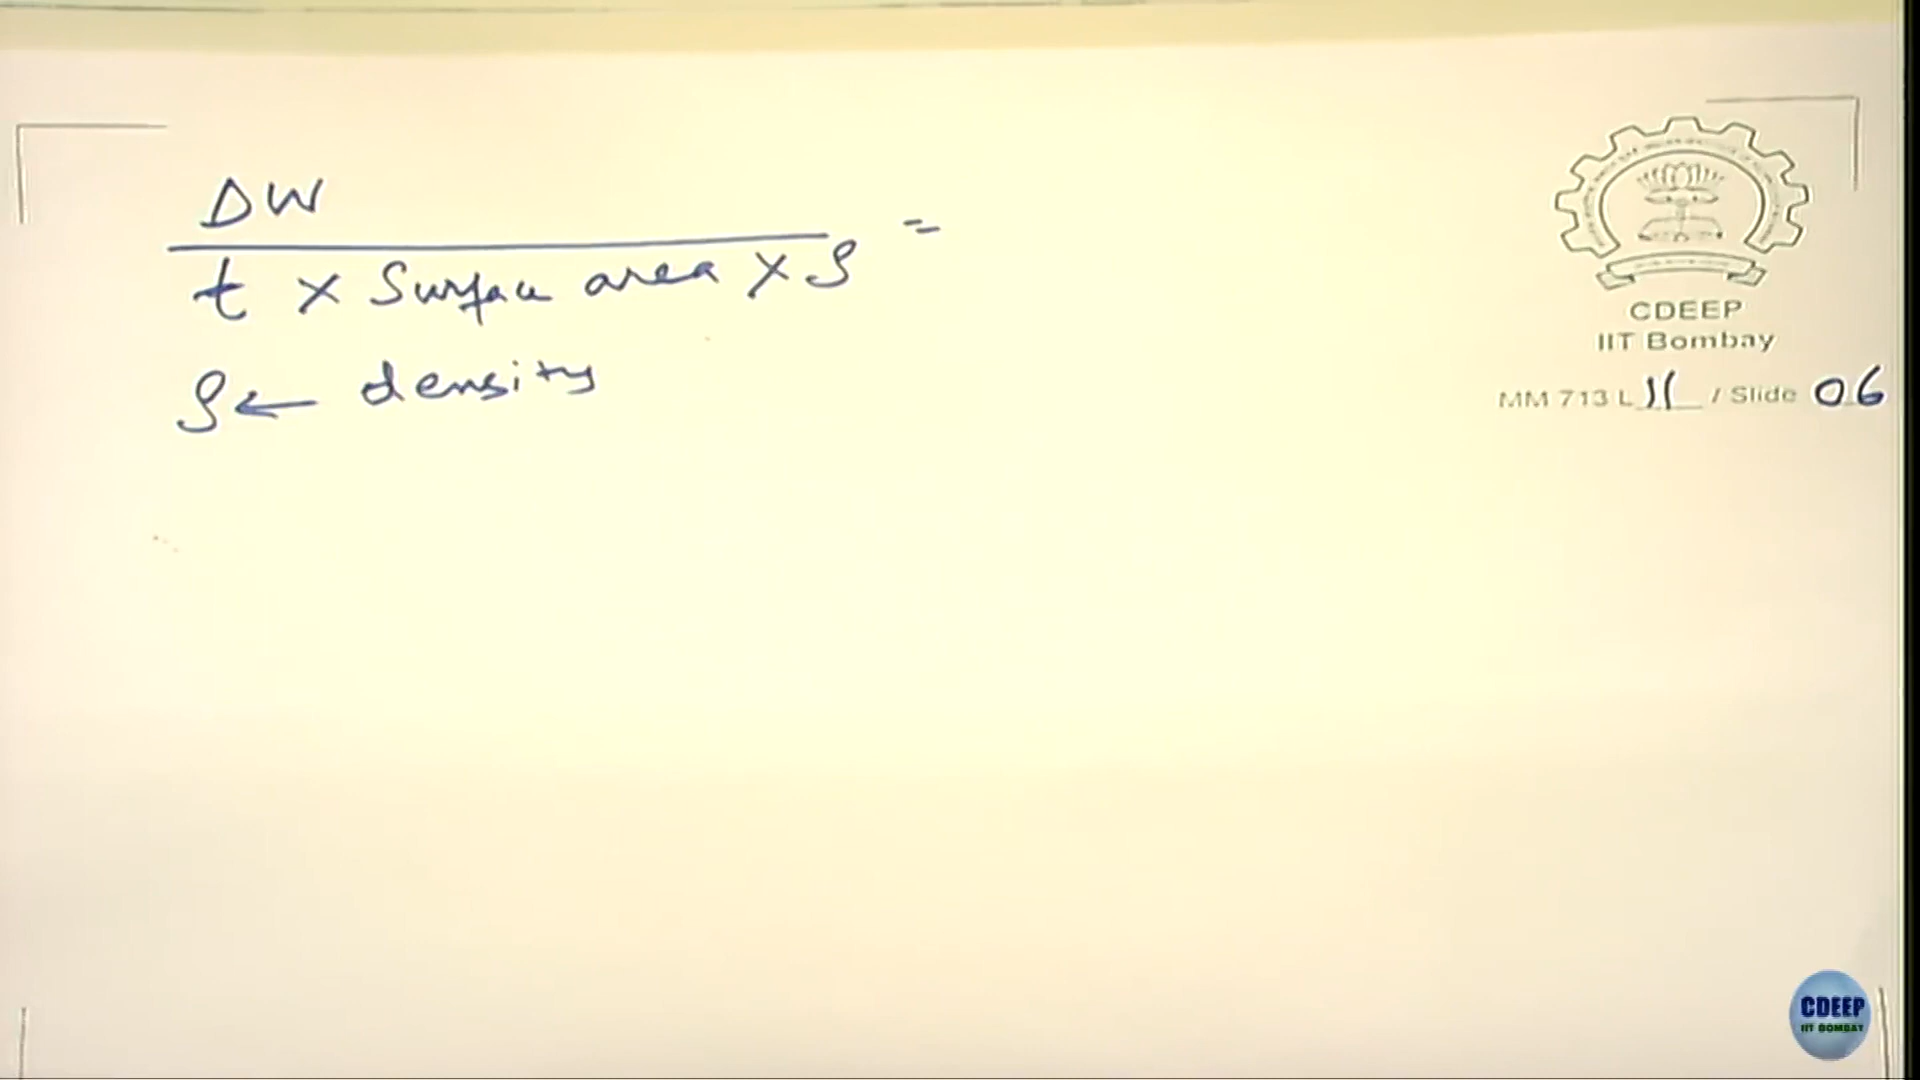 ΔW
t × Surface area × ρ =
ρ ← density
CDEEP
IIT Bombay
MM 713 L 11 / Slide 06
CDEEP
IIT BOMBAY